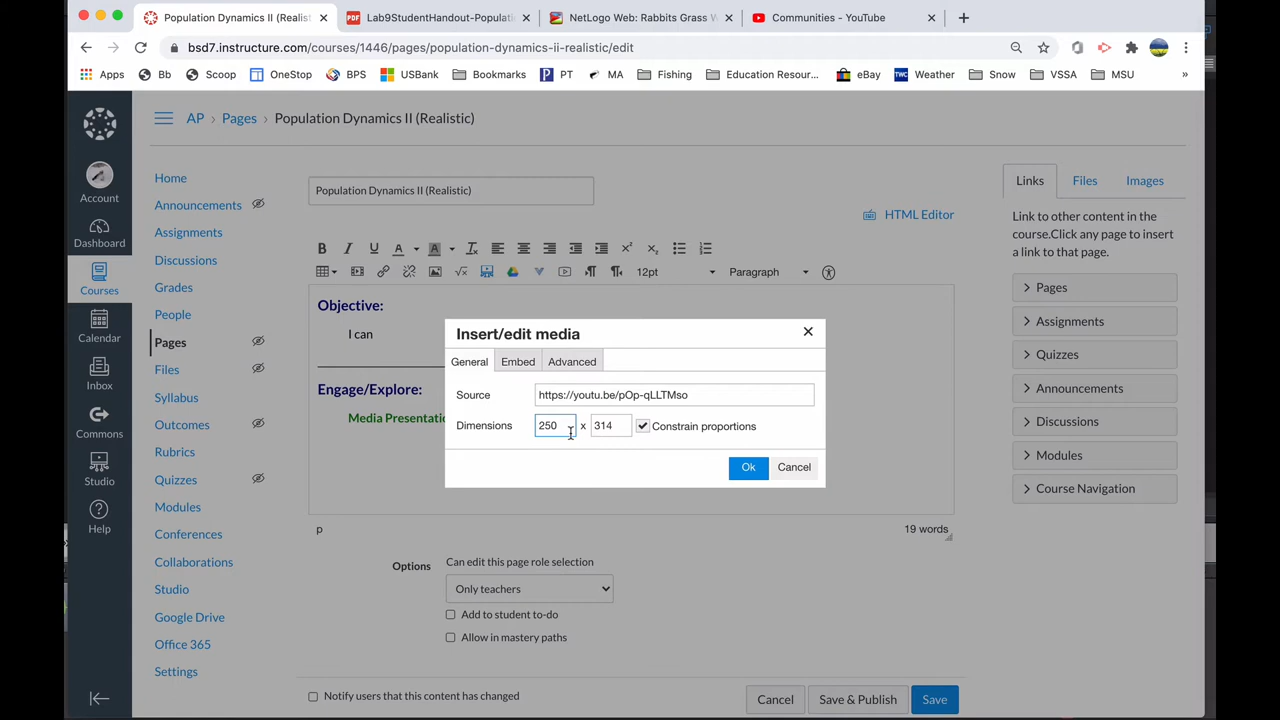 Population Dynamics II (Realist
Lab9StudentHandout-Populati
NetLogo Web: Rabbits Grass W
Communities - YouTube
bsd7.instructure.com/courses/1446/pages/population-dynamics-ii-realistic/edit
Apps
Bb
Scoop
OneStop
BPS
USBank
Bookmarks
PT
MA
Fishing
Education Resour...
eBay
Weather
Snow
VSSA
MSU
»
AP > Pages > Population Dynamics II (Realistic)
Account
Dashboard
Courses
Calendar
Inbox
Commons
Studio
Help
Home
Announcements
Assignments
Discussions
Grades
People
Pages
Files
Syllabus
Outcomes
Rubrics
Quizzes
Modules
Conferences
Collaborations
Studio
Google Drive
Office 365
Settings
Population Dynamics II (Realistic)
HTML Editor
12pt
Paragraph
Objective:
I can
Engage/Explore:
Media Presentatio
p
19 words
Insert/edit media
General
Embed
Advanced
Source
https://youtu.be/pOp-qLLTMso
Dimensions
250 x 314
Constrain proportions
Ok
Cancel
Options
Can edit this page role selection
Only teachers
Add to student to-do
Allow in mastery paths
Notify users that this content has changed
Cancel
Save & Publish
Save
Links
Files
Images
Link to other content in the
course.Click any page to insert
a link to that page.
Pages
Assignments
Quizzes
Announcements
Discussions
Modules
Course Navigation